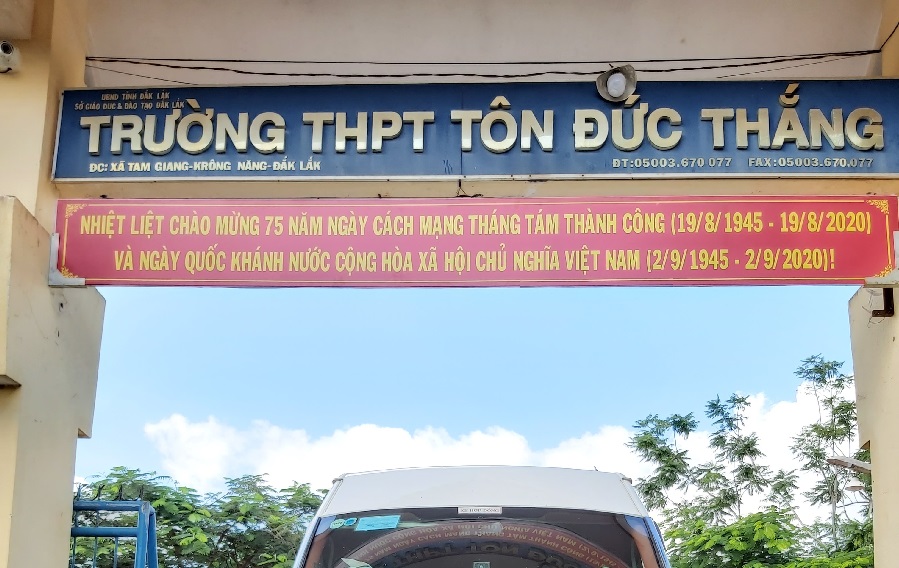 UBND TỈNH ĐẮK LẮK
SỞ GIÁO DỤC & ĐÀO TẠO ĐẮK LẮK
TRƯỜNG THPT TÔN ĐỨC THẮNG
ĐC: XÃ TAM GIANG-KRÔNG NĂNG-ĐẮK LẮK
ĐT:05003.670 077 FAX:05003.670.077
NHIỆT LIỆT CHÀO MỪNG 75 NĂM NGÀY CÁCH MẠNG THÁNG TÁM THÀNH CÔNG (19/8/1945 - 19/8/2020)
VÀ NGÀY QUỐC KHÁNH NƯỚC CỘNG HÒA XÃ HỘI CHỦ NGHĨA VIỆT NAM (2/9/1945 - 2/9/2020)!